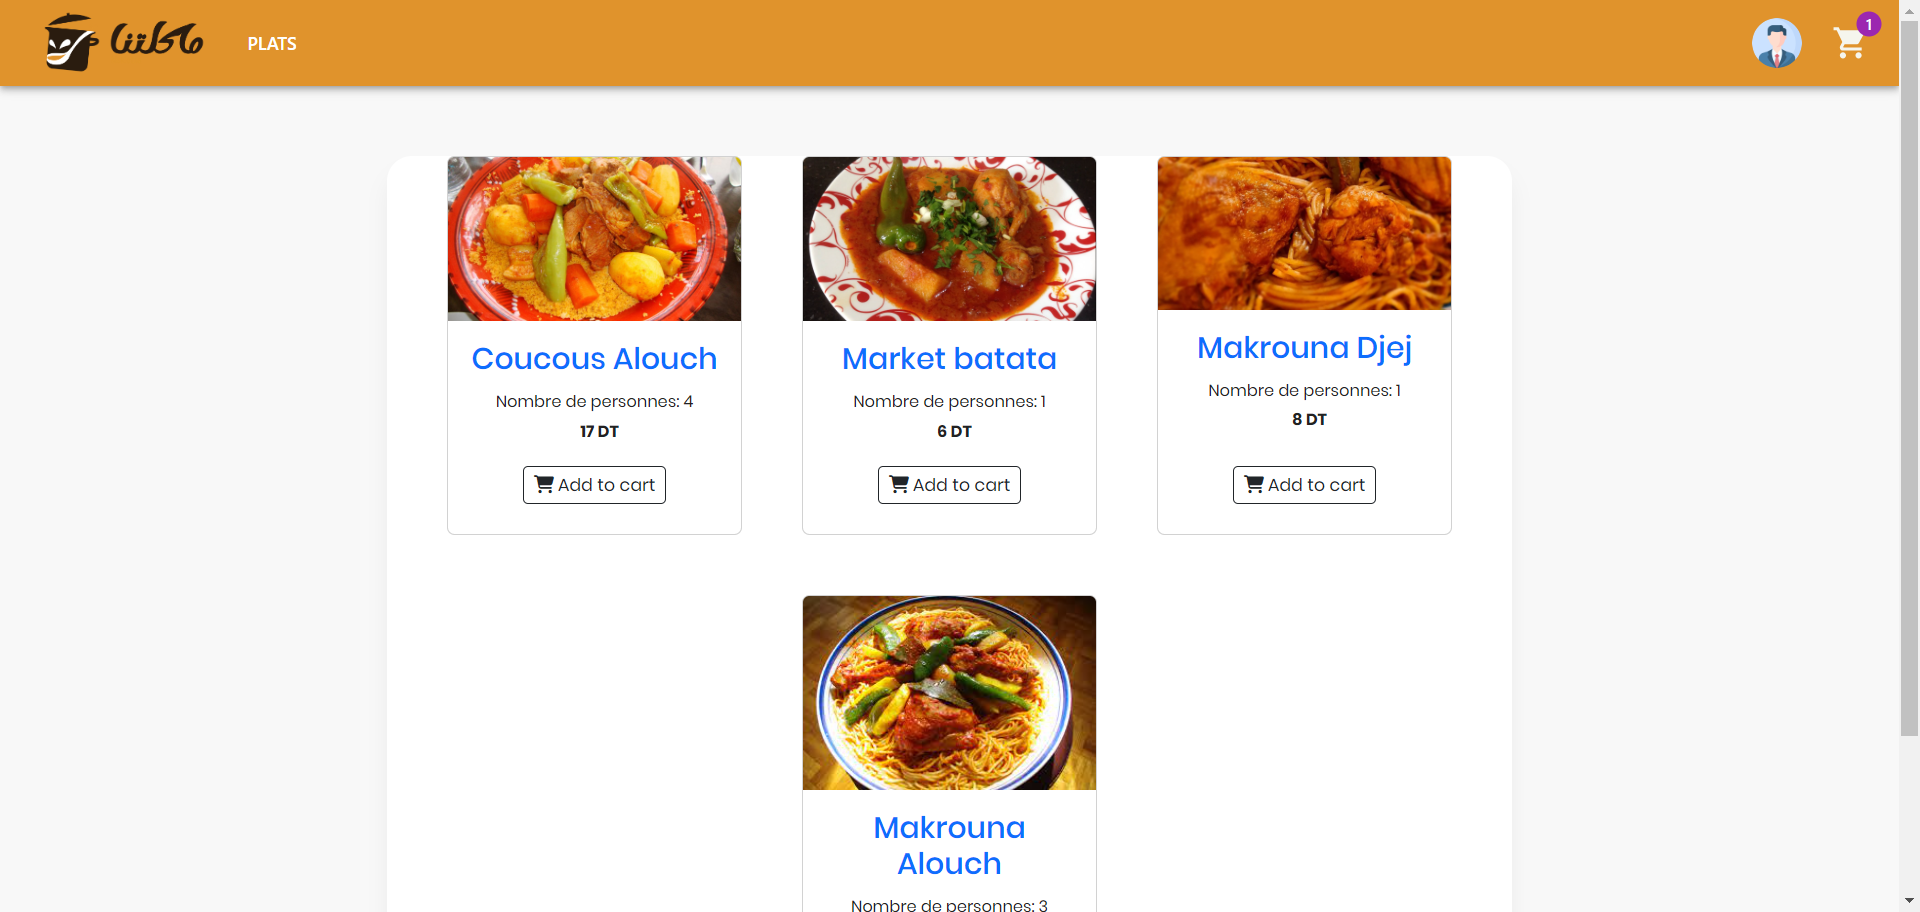 ماكلتنا
PLATS
1
Coucous Alouch
Nombre de personnes: 4
17 DT
Add to cart
Market batata
Nombre de personnes: 1
6 DT
Add to cart
Makrouna Djej
Nombre de personnes: 1
8 DT
Add to cart
Makrouna
Alouch
Nombre de personnes: 3